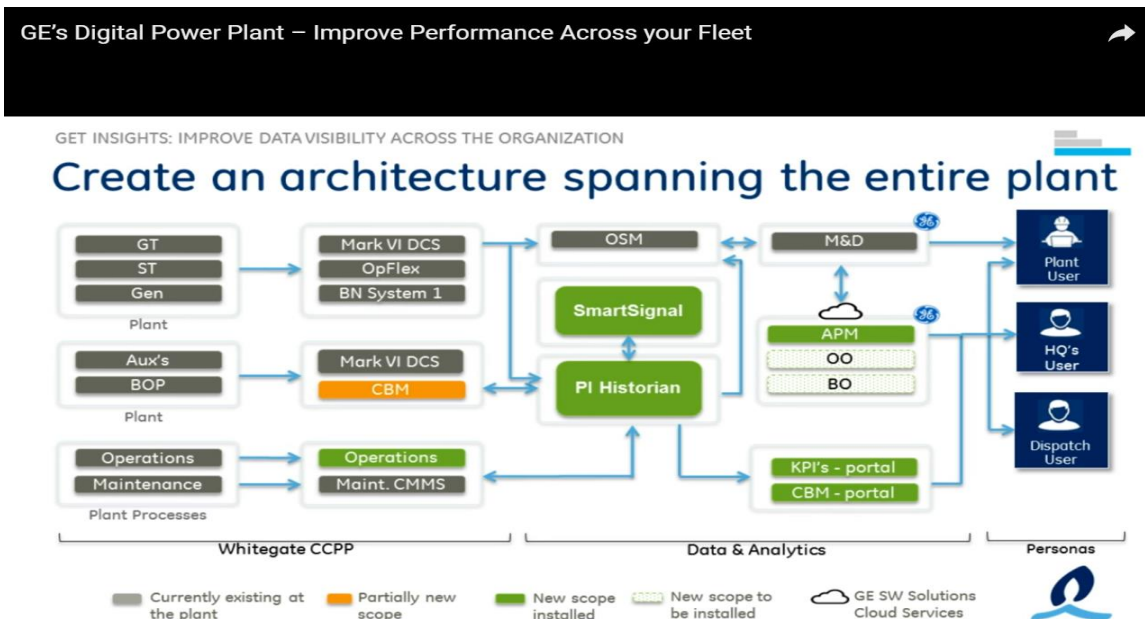 GE's Digital Power Plant – Improve Performance Across your Fleet
GET INSIGHTS: IMPROVE DATA VISIBILITY ACROSS THE ORGANIZATION
Create an architecture spanning the entire plant
GT
ST
Gen
Plant
Mark VI DCS
OpFlex
BN System 1
Aux's
BOP
Plant
Mark VI DCS
CBM
Operations
Maintenance
Plant Processes
Operations
Maint. CMMS
OSM
SmartSignal
PI Historian
M&D
APM
OO
BO
KPI's - portal
CBM - portal
Plant
User
HQ's
User
Dispatch
User
Whitegate CCPP
Data & Analytics
Personas
Currently existing at
the plant
Partially new
scope
New scope
installed
New scope to
be installed
GE SW Solutions
Cloud Services